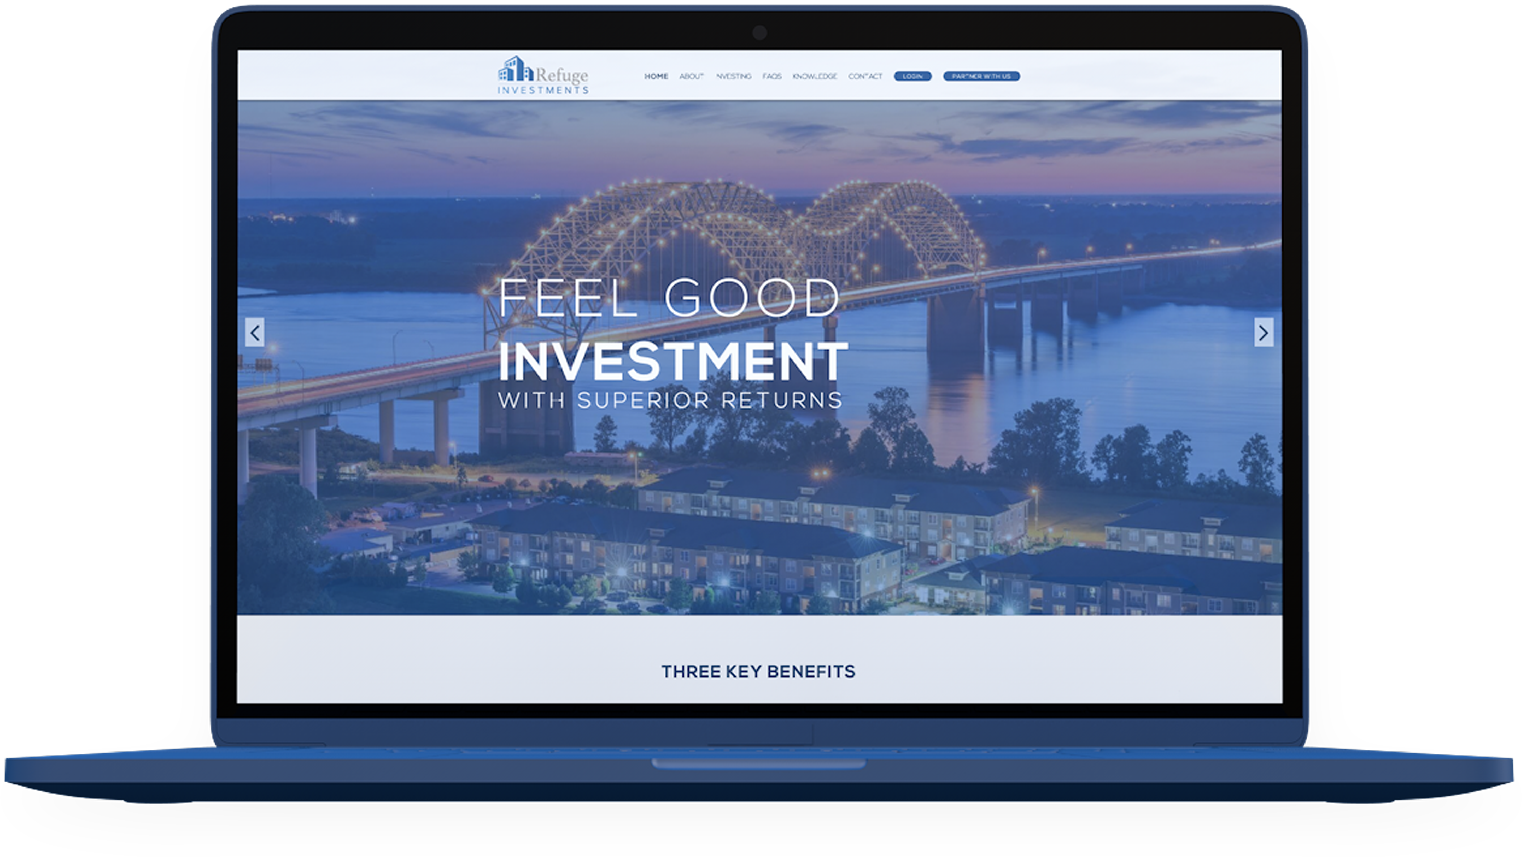 Refuge
INVESTMENTS
HOME ABOUT INVESTING FAQS KNOWLEDGE CONTACT LOGIN PARTNER WITH US
FEEL GOOD
INVESTMENT
WITH SUPERIOR RETURNS
THREE KEY BENEFITS